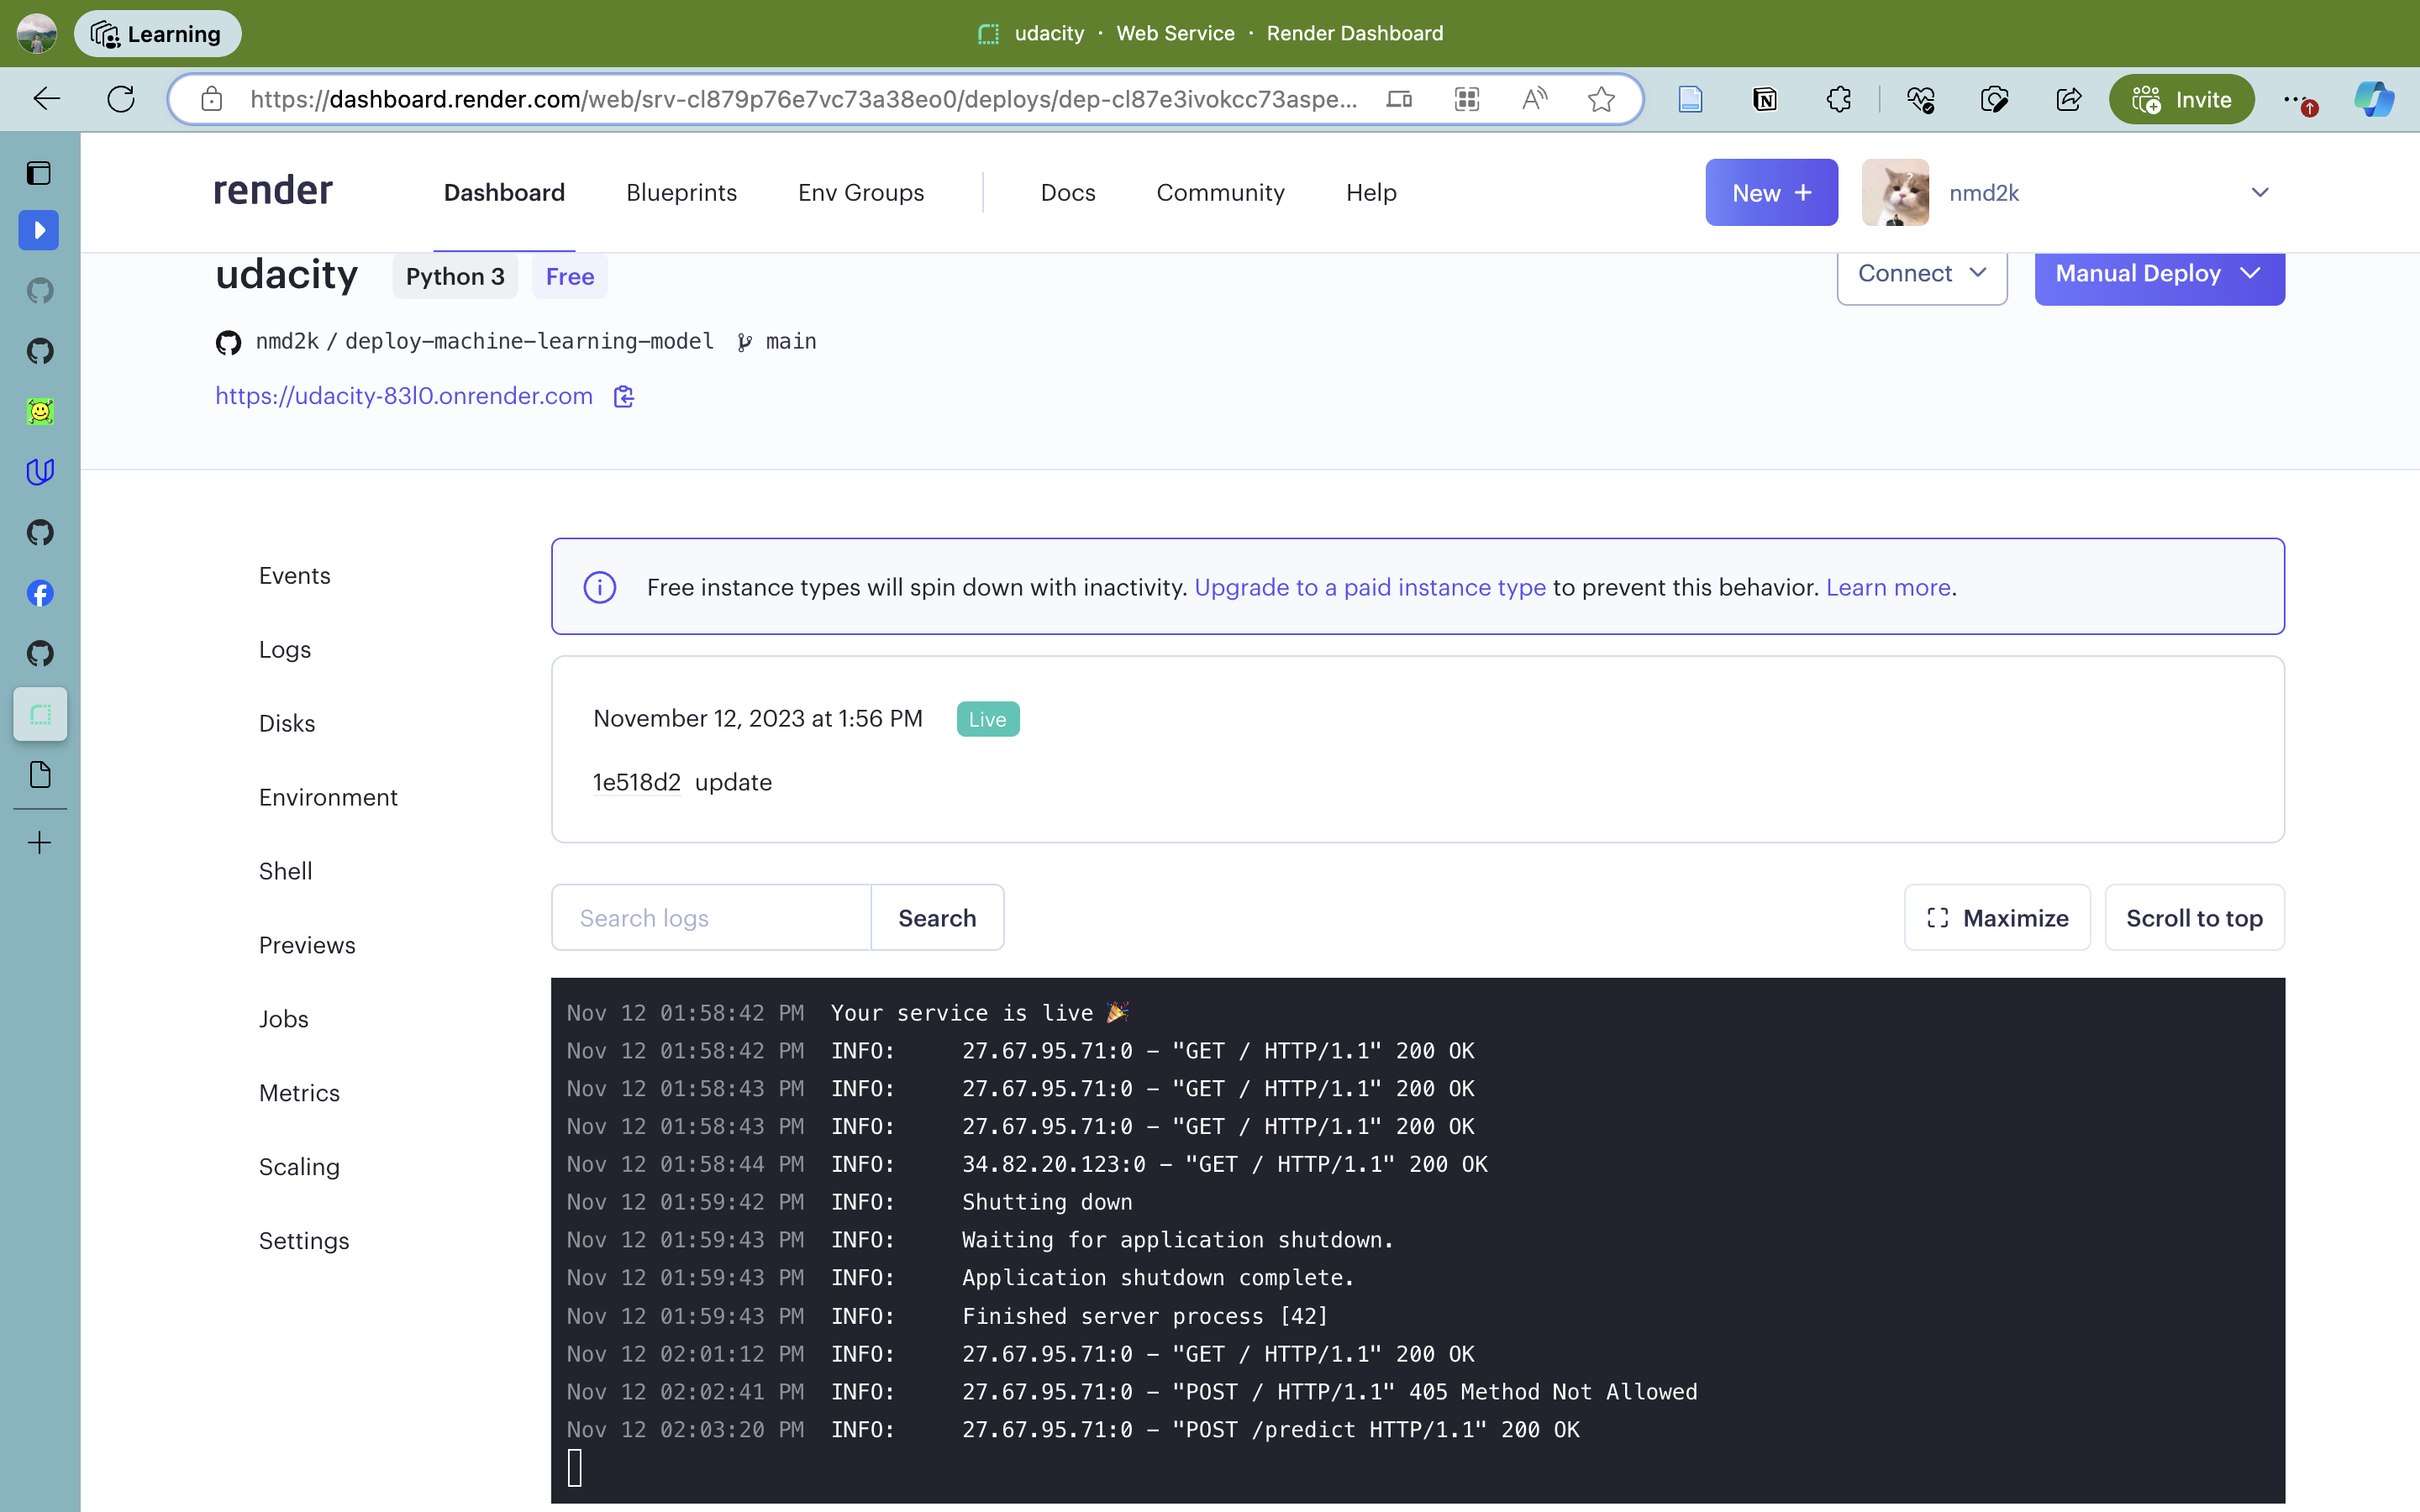 Learning
udacity · Web Service · Render Dashboard
https://dashboard.render.com/web/srv-cl879p76e7vc73a38eo0/deploys/dep-cl87e3ivokcc73aspe...
Invite
render
Dashboard
Blueprints
Env Groups
Docs
Community
Help
New +
nmd2k
udacity
Python 3
Free
Connect
Manual Deploy
nmd2k / deploy-machine-learning-model
main
https://udacity-83l0.onrender.com
Events
Logs
Disks
Environment
Shell
Previews
Jobs
Metrics
Scaling
Settings
Free instance types will spin down with inactivity. Upgrade to a paid instance type to prevent this behavior. Learn more.
November 12, 2023 at 1:56 PM
Live
1e518d2 update
Search logs
Search
Maximize
Scroll to top
Nov 12 01:58:42 PM Your service is live 🎉
Nov 12 01:58:42 PM INFO: 27.67.95.71:0 - "GET / HTTP/1.1" 200 OK
Nov 12 01:58:43 PM INFO: 27.67.95.71:0 - "GET / HTTP/1.1" 200 OK
Nov 12 01:58:43 PM INFO: 27.67.95.71:0 - "GET / HTTP/1.1" 200 OK
Nov 12 01:58:44 PM INFO: 34.82.20.123:0 - "GET / HTTP/1.1" 200 OK
Nov 12 01:59:42 PM INFO: Shutting down
Nov 12 01:59:43 PM INFO: Waiting for application shutdown.
Nov 12 01:59:43 PM INFO: Application shutdown complete.
Nov 12 01:59:43 PM INFO: Finished server process [42]
Nov 12 02:01:12 PM INFO: 27.67.95.71:0 - "GET / HTTP/1.1" 200 OK
Nov 12 02:02:41 PM INFO: 27.67.95.71:0 - "POST / HTTP/1.1" 405 Method Not Allowed
Nov 12 02:03:20 PM INFO: 27.67.95.71:0 - "POST /predict HTTP/1.1" 200 OK